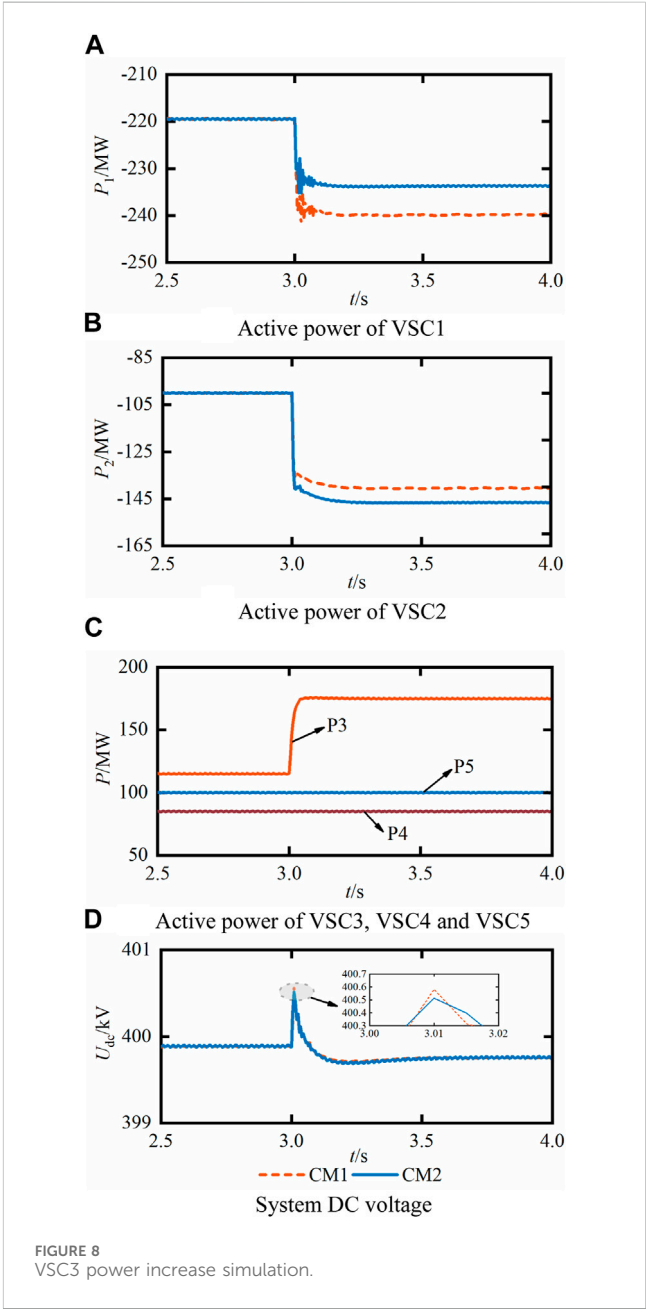 A
-210
-220
-230
-240
-250
P1/MW
2.5 3.0 3.5 4.0
t/s
Active power of VSC1
B
-85
-105
-125
-145
-165
P2/MW
2.5 3.0 3.5 4.0
t/s
Active power of VSC2
C
200
150
100
50
P/MW
P3
P5
P4
2.5 3.0 3.5 4.0
t/s
Active power of VSC3, VSC4 and VSC5
D
401
400
399
Udc/kV
400.7
400.6
400.5
400.4
400.3
3.00 3.01 3.02
2.5 3.0 3.5 4.0
t/s
CM1 CM2
System DC voltage
FIGURE 8
VSC3 power increase simulation.